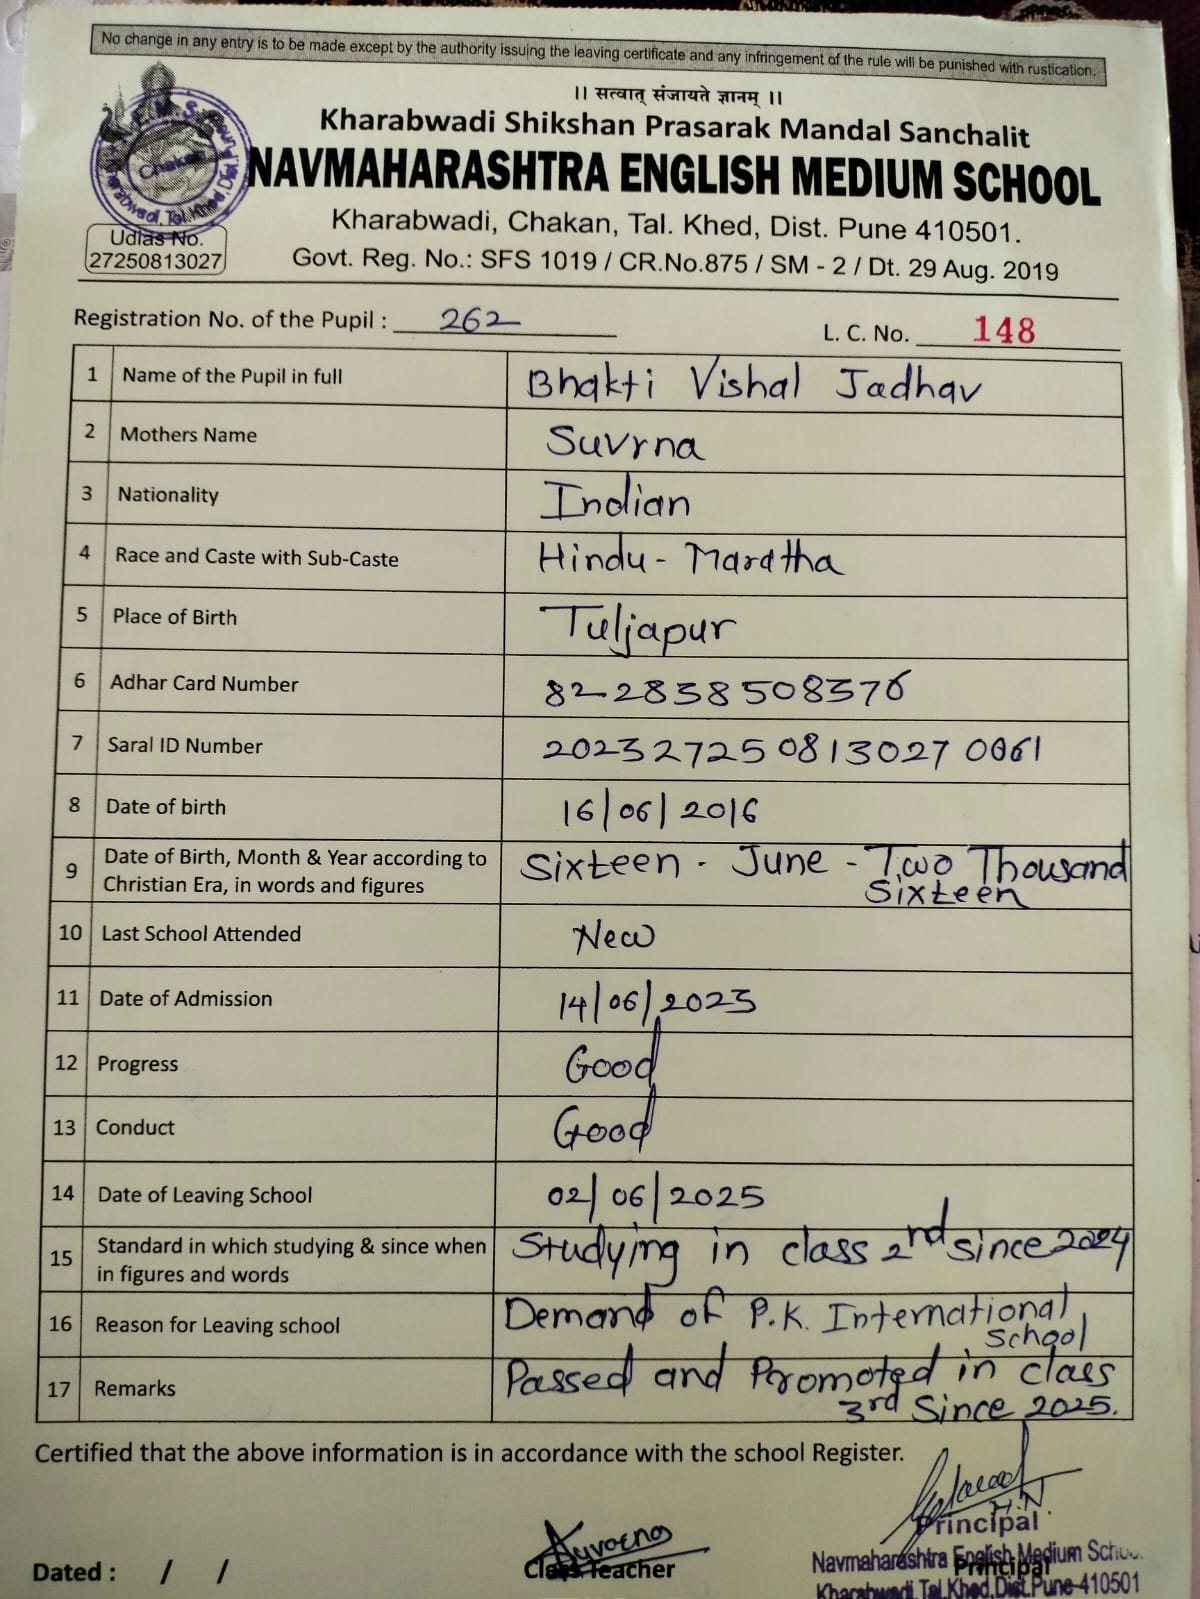 No change in any entry is to be made except by the authority issuing the leaving certificate and any infringement of the rule will be punished with rustication.
|| सत्वात् संजायते ज्ञानम् ||
Kharabwadi Shikshan Prasarak Mandal Sanchalit
NAVMAHARASHTRA ENGLISH MEDIUM SCHOOL
Kharabwadi, Chakan, Tal. Khed, Dist. Pune 410501.
Govt. Reg. No.: SFS 1019 / CR.No.875 / SM - 2 / Dt. 29 Aug. 2019
Chakan
Kharabwadi, Tal. Khed, Dist.
Udias No.
27250813027
Registration No. of the Pupil : 262
L. C. No. 148
1 Name of the Pupil in full Bhakti Vishal Jadhav
2 Mothers Name Suvrna
3 Nationality Indian
4 Race and Caste with Sub-Caste Hindu - Maratha
5 Place of Birth Tuljapur
6 Adhar Card Number 822838508376
7 Saral ID Number 2023272508130270061
8 Date of birth 16/06/2016
9 Date of Birth, Month & Year according to Christian Era, in words and figures Sixteen - June - Two Thousand Sixteen
10 Last School Attended New
11 Date of Admission 14/06/2023
12 Progress Good
13 Conduct Good
14 Date of Leaving School 02/06/2025
15 Standard in which studying & since when in figures and words Studying in class 2nd since 2024
16 Reason for Leaving school Demand of P.K. International School
17 Remarks Passed and Promoted in class 3rd Since 2025.
Certified that the above information is in accordance with the school Register.
H.N
Principal
Navmaharashtra English Medium School
Kharabwadi, Tal.Khed, Dist.Pune-410501
Dated : / /
Class Teacher
Principal